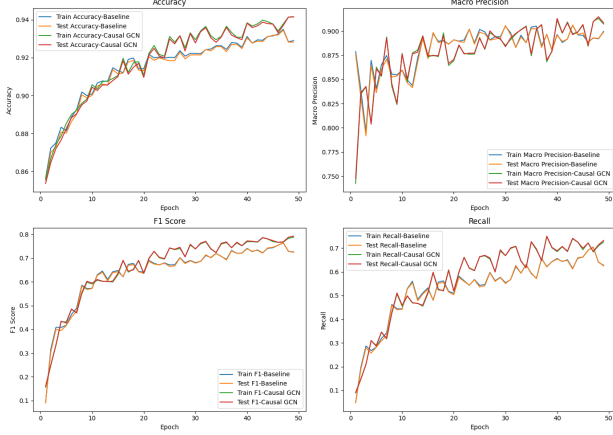 Accuracy
Accuracy
0.94
0.92
0.90
0.88
0.86
Train Accuracy-Baseline
Test Accuracy-Baseline
Train Accuracy-Causal GCN
Test Accuracy-Causal GCN
0 10 20 30 40 50
Epoch
Macro Precision
Macro Precision
0.900
0.875
0.850
0.825
0.800
0.775
0.750
Train Macro Precision-Baseline
Test Macro Precision-Baseline
Train Macro Precision-Causal GCN
Test Macro Precision-Causal GCN
0 10 20 30 40 50
Epoch
F1 Score
F1 Score
0.8
0.7
0.6
0.5
0.4
0.3
0.2
0.1
Train F1-Baseline
Test F1-Baseline
Train F1-Causal GCN
Test F1-Causal GCN
0 10 20 30 40 50
Epoch
Recall
Recall
0.7
0.6
0.5
0.4
0.3
0.2
0.1
Train Recall-Baseline
Test Recall-Baseline
Train Recall-Causal GCN
Test Recall-Causal GCN
0 10 20 30 40 50
Epoch